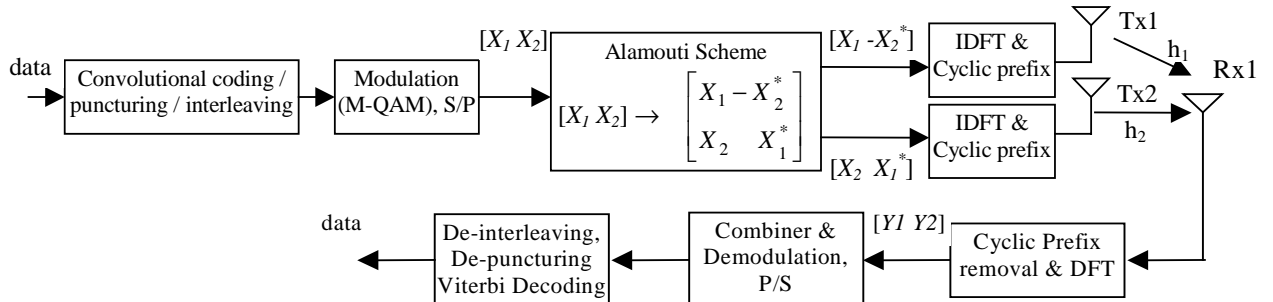 data
Convolutional coding /
puncturing / interleaving
Modulation
(M-QAM), S/P
[X1 X2]
Alamouti Scheme
[X1 X2] → [X1 – X2*
X2 X1*]
[X1 -X2*]
[X2 X1*]
IDFT &
Cyclic prefix
IDFT &
Cyclic prefix
Tx1
h1
Tx2
h2
Rx1
data
De-interleaving,
De-puncturing
Viterbi Decoding
Combiner &
Demodulation,
P/S
[Y1 Y2]
Cyclic Prefix
removal & DFT